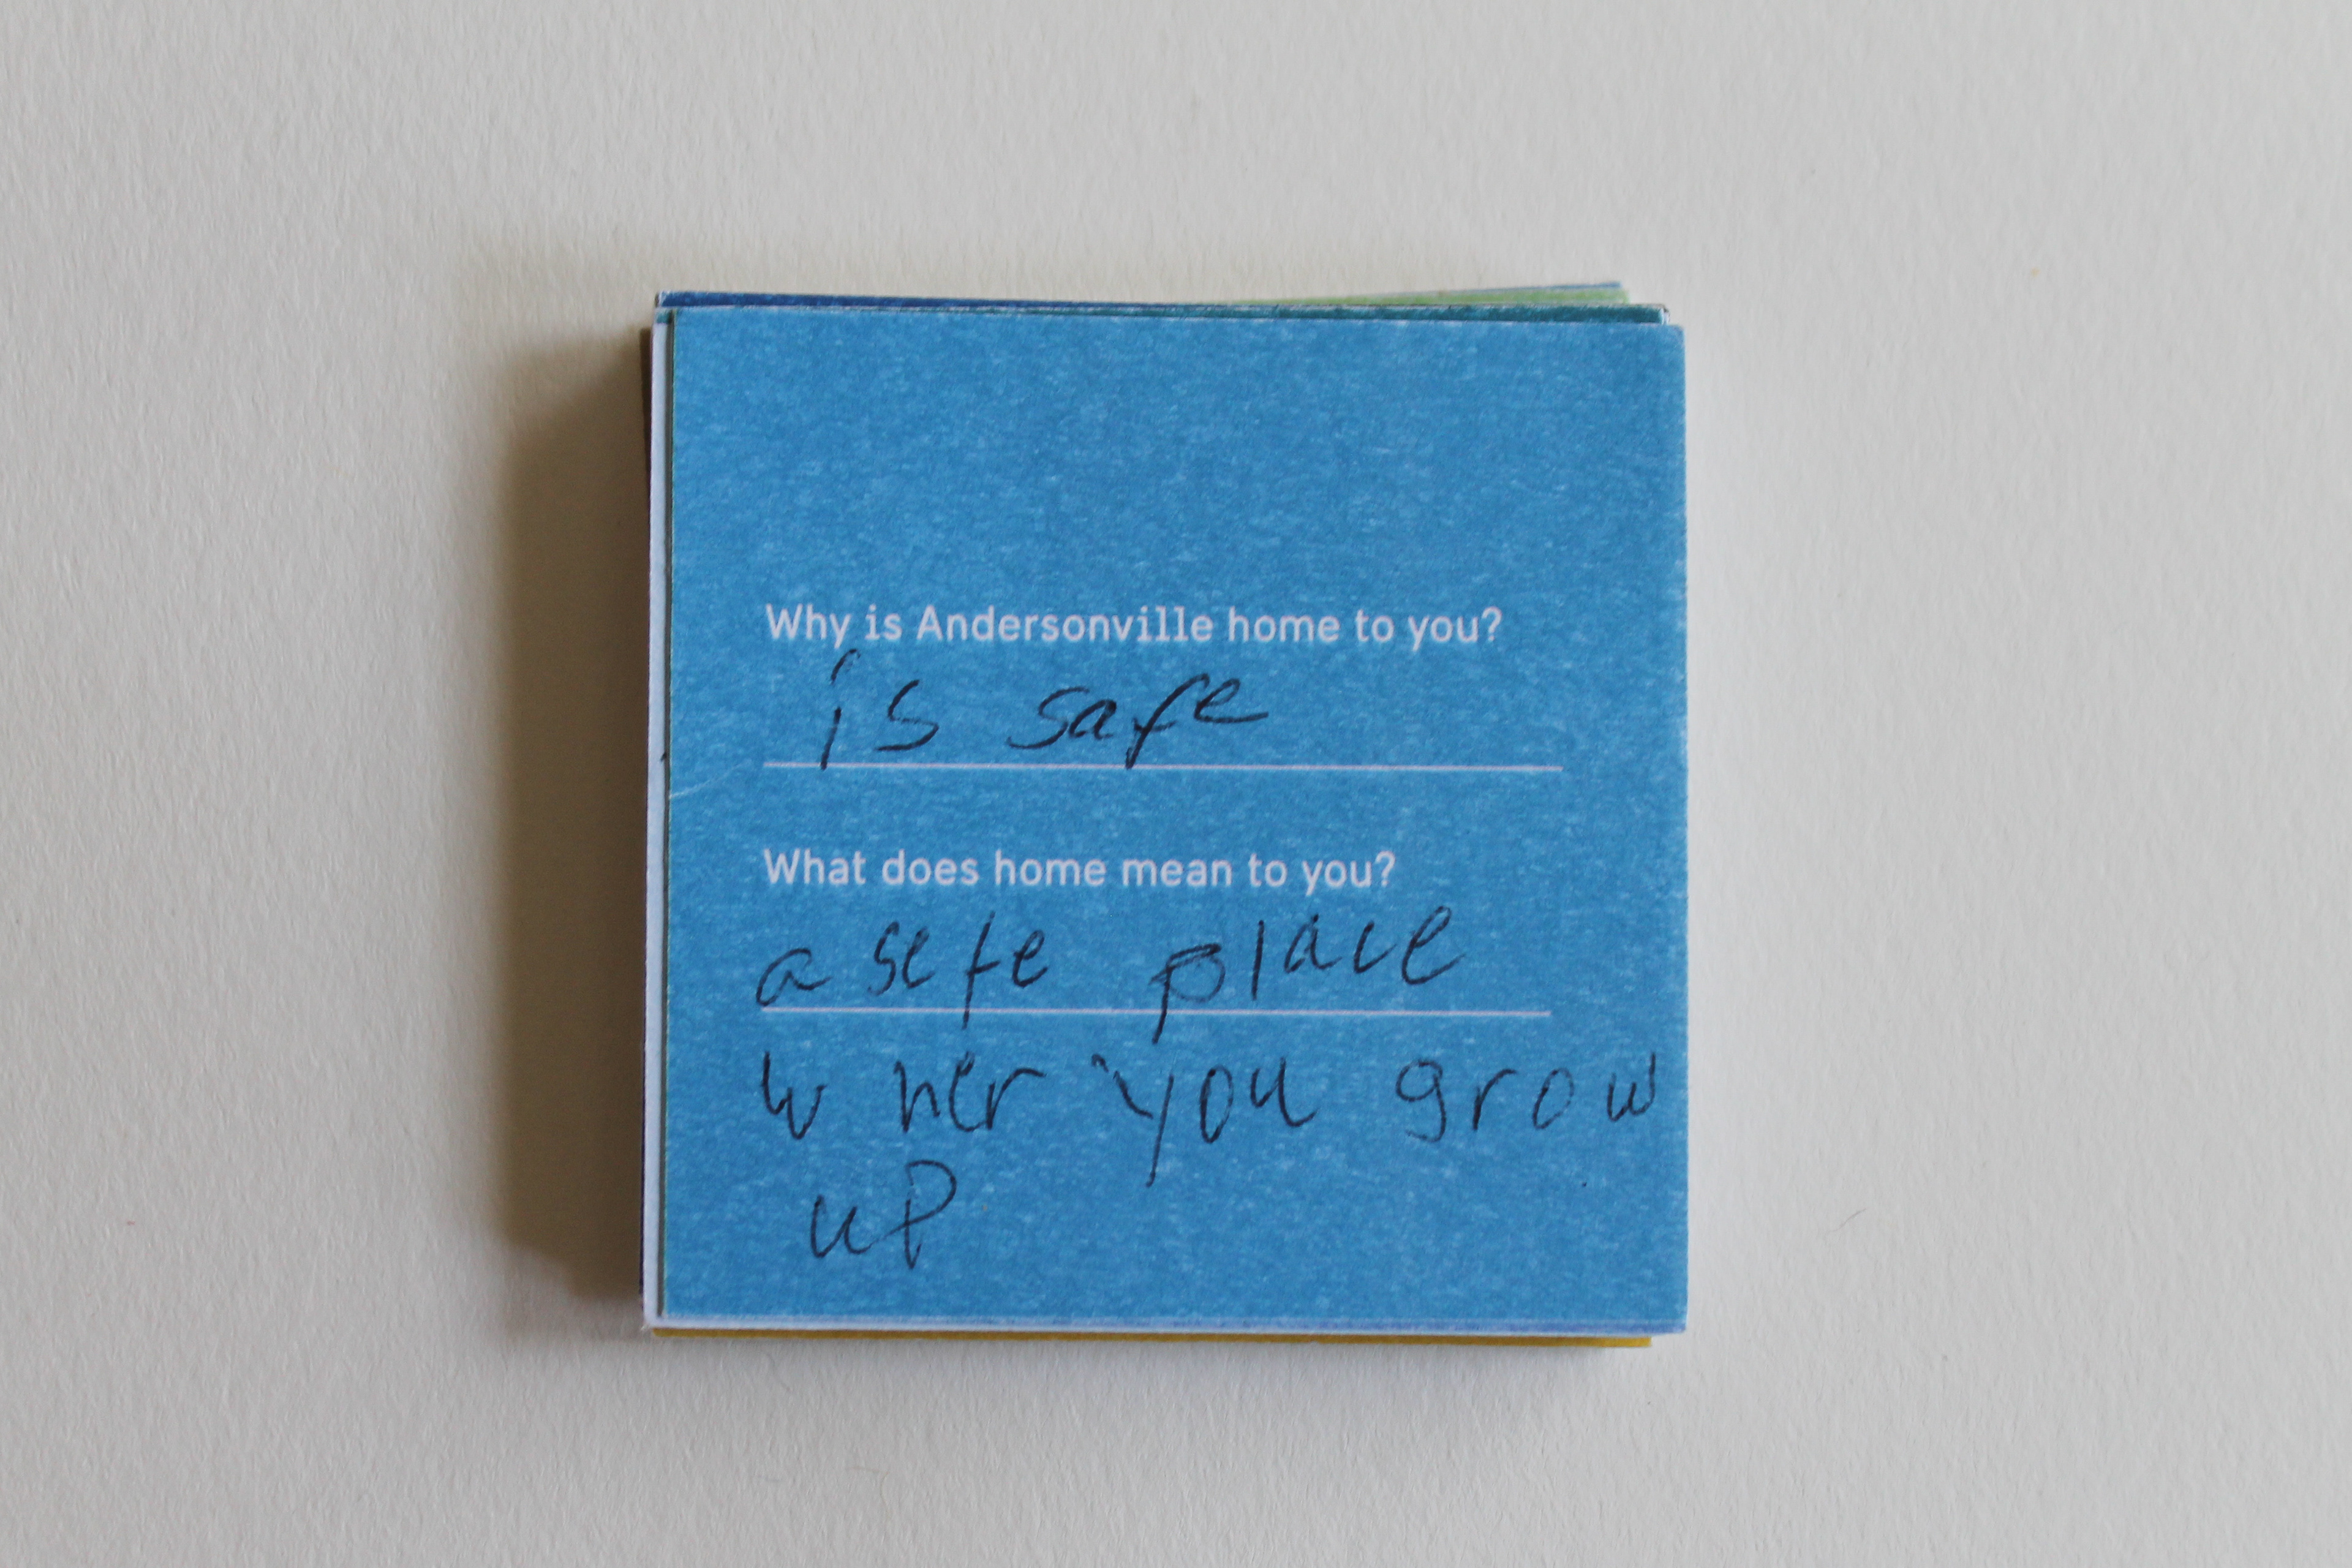 Why is Andersonville home to you?
is safe
What does home mean to you?
a sefe place
wher you grow
up